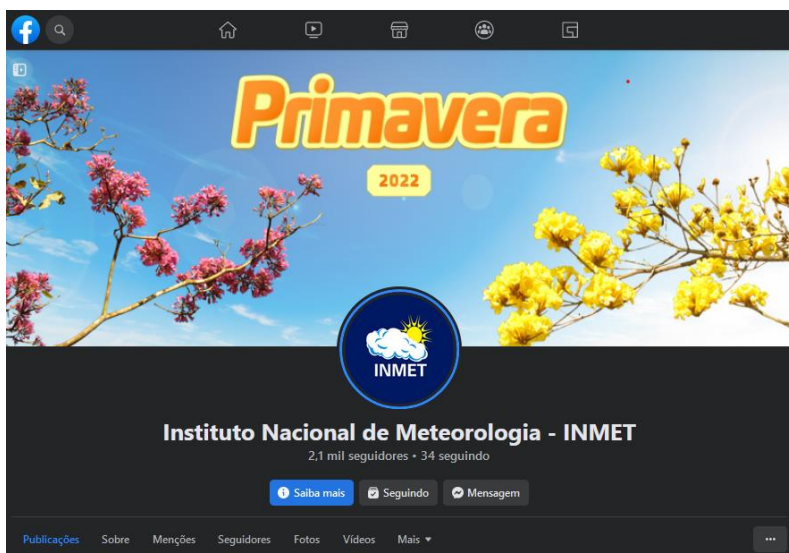 Primavera
2022
INMET
Instituto Nacional de Meteorologia - INMET
2,1 mil seguidores • 34 seguindo
Saiba mais Seguindo Mensagem
Publicações Sobre Menções Seguidores Fotos Vídeos Mais